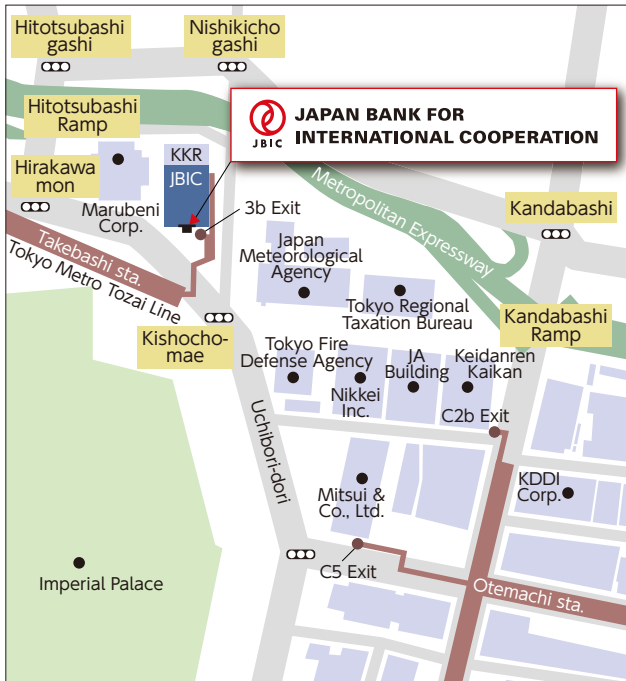 Hitotsubashi
gashi
Nishikicho
gashi
Hitotsubashi
Ramp
JBIC
JAPAN BANK FOR
INTERNATIONAL COOPERATION
KKR
JBIC
Hirakawa
mon
Marubeni
Corp.
3b Exit
Metropolitan Expressway
Kandabashi
Takebashi sta.
Tokyo Metro Tozai Line
Japan
Meteorological
Agency
Tokyo Regional
Taxation Bureau
Kandabashi
Ramp
Kishocho-
mae
Tokyo Fire
Defense Agency
Nikkei
Inc.
JA
Building
Keidanren
Kaikan
C2b Exit
Uchibori-dori
Mitsui &
Co., Ltd.
KDDI
Corp.
C5 Exit
Imperial Palace
Otemachi sta.